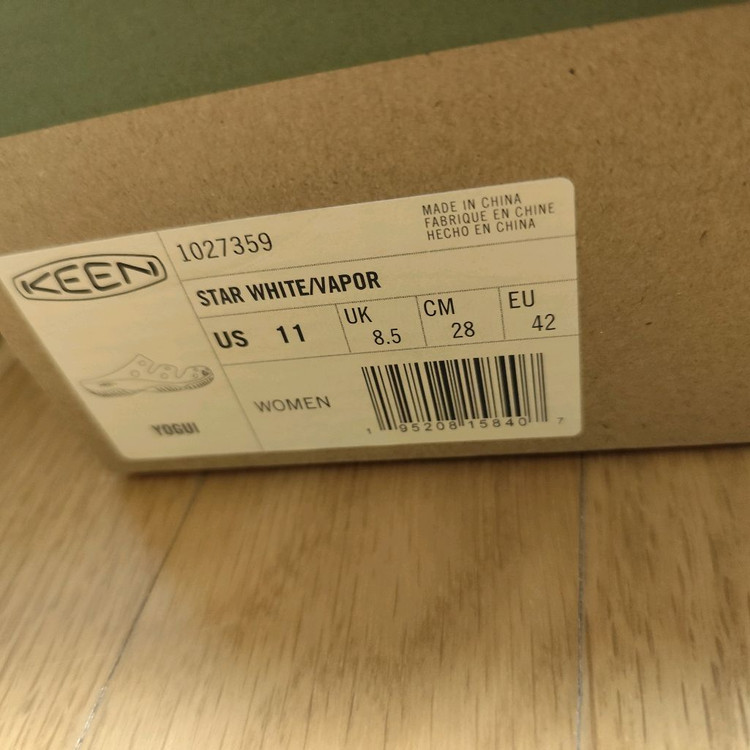 KEEN
1027359
MADE IN CHINA
FABRIQUE EN CHINE
HECHO EN CHINA
STAR WHITE/VAPOR
US 11
UK 8.5
CM 28
EU 42
WOMEN
YOGUI
1 95208 15840 7